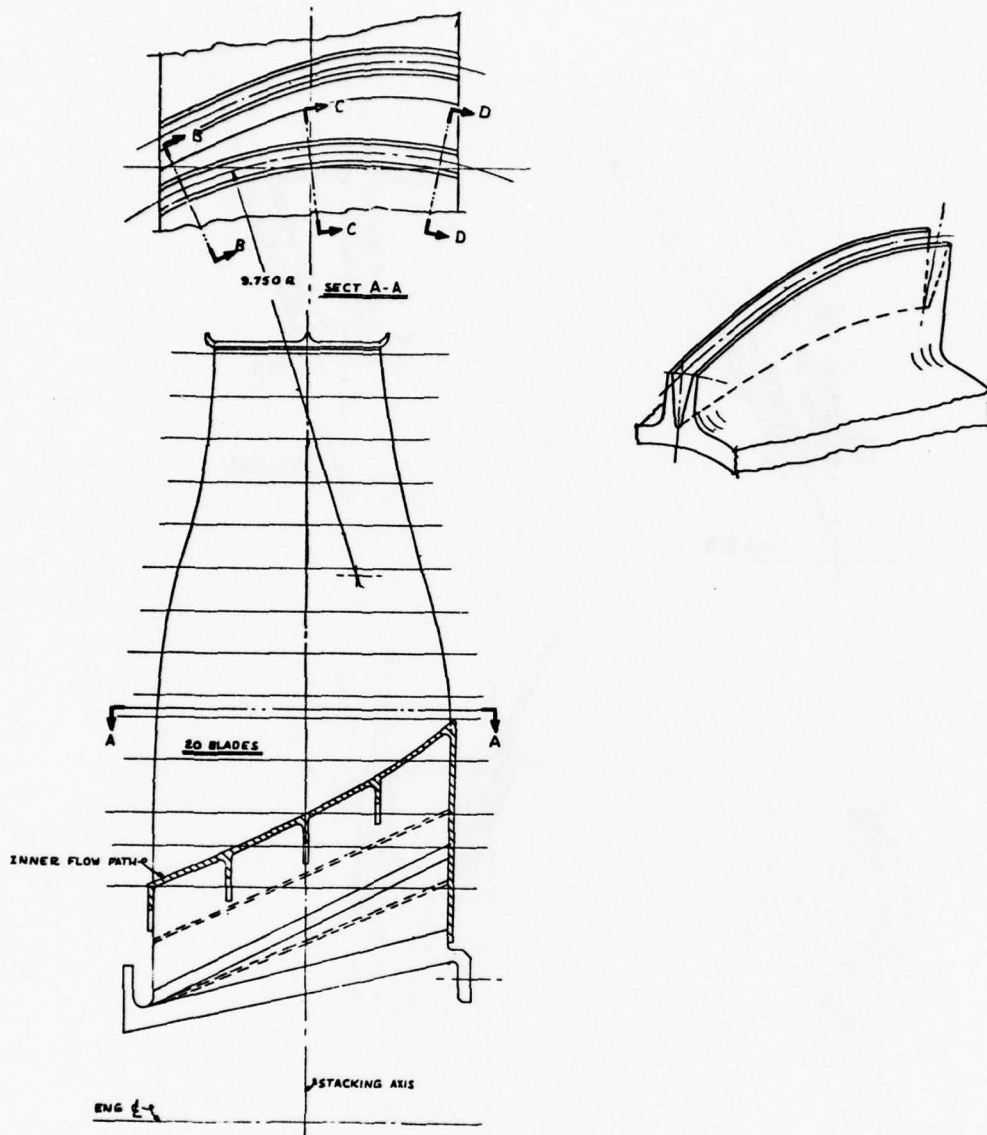 B
C
D
B
C
D
9.750 R
SECT A-A
A
A
20 BLADES
INNER FLOW PATH
STACKING AXIS
ENG ℄